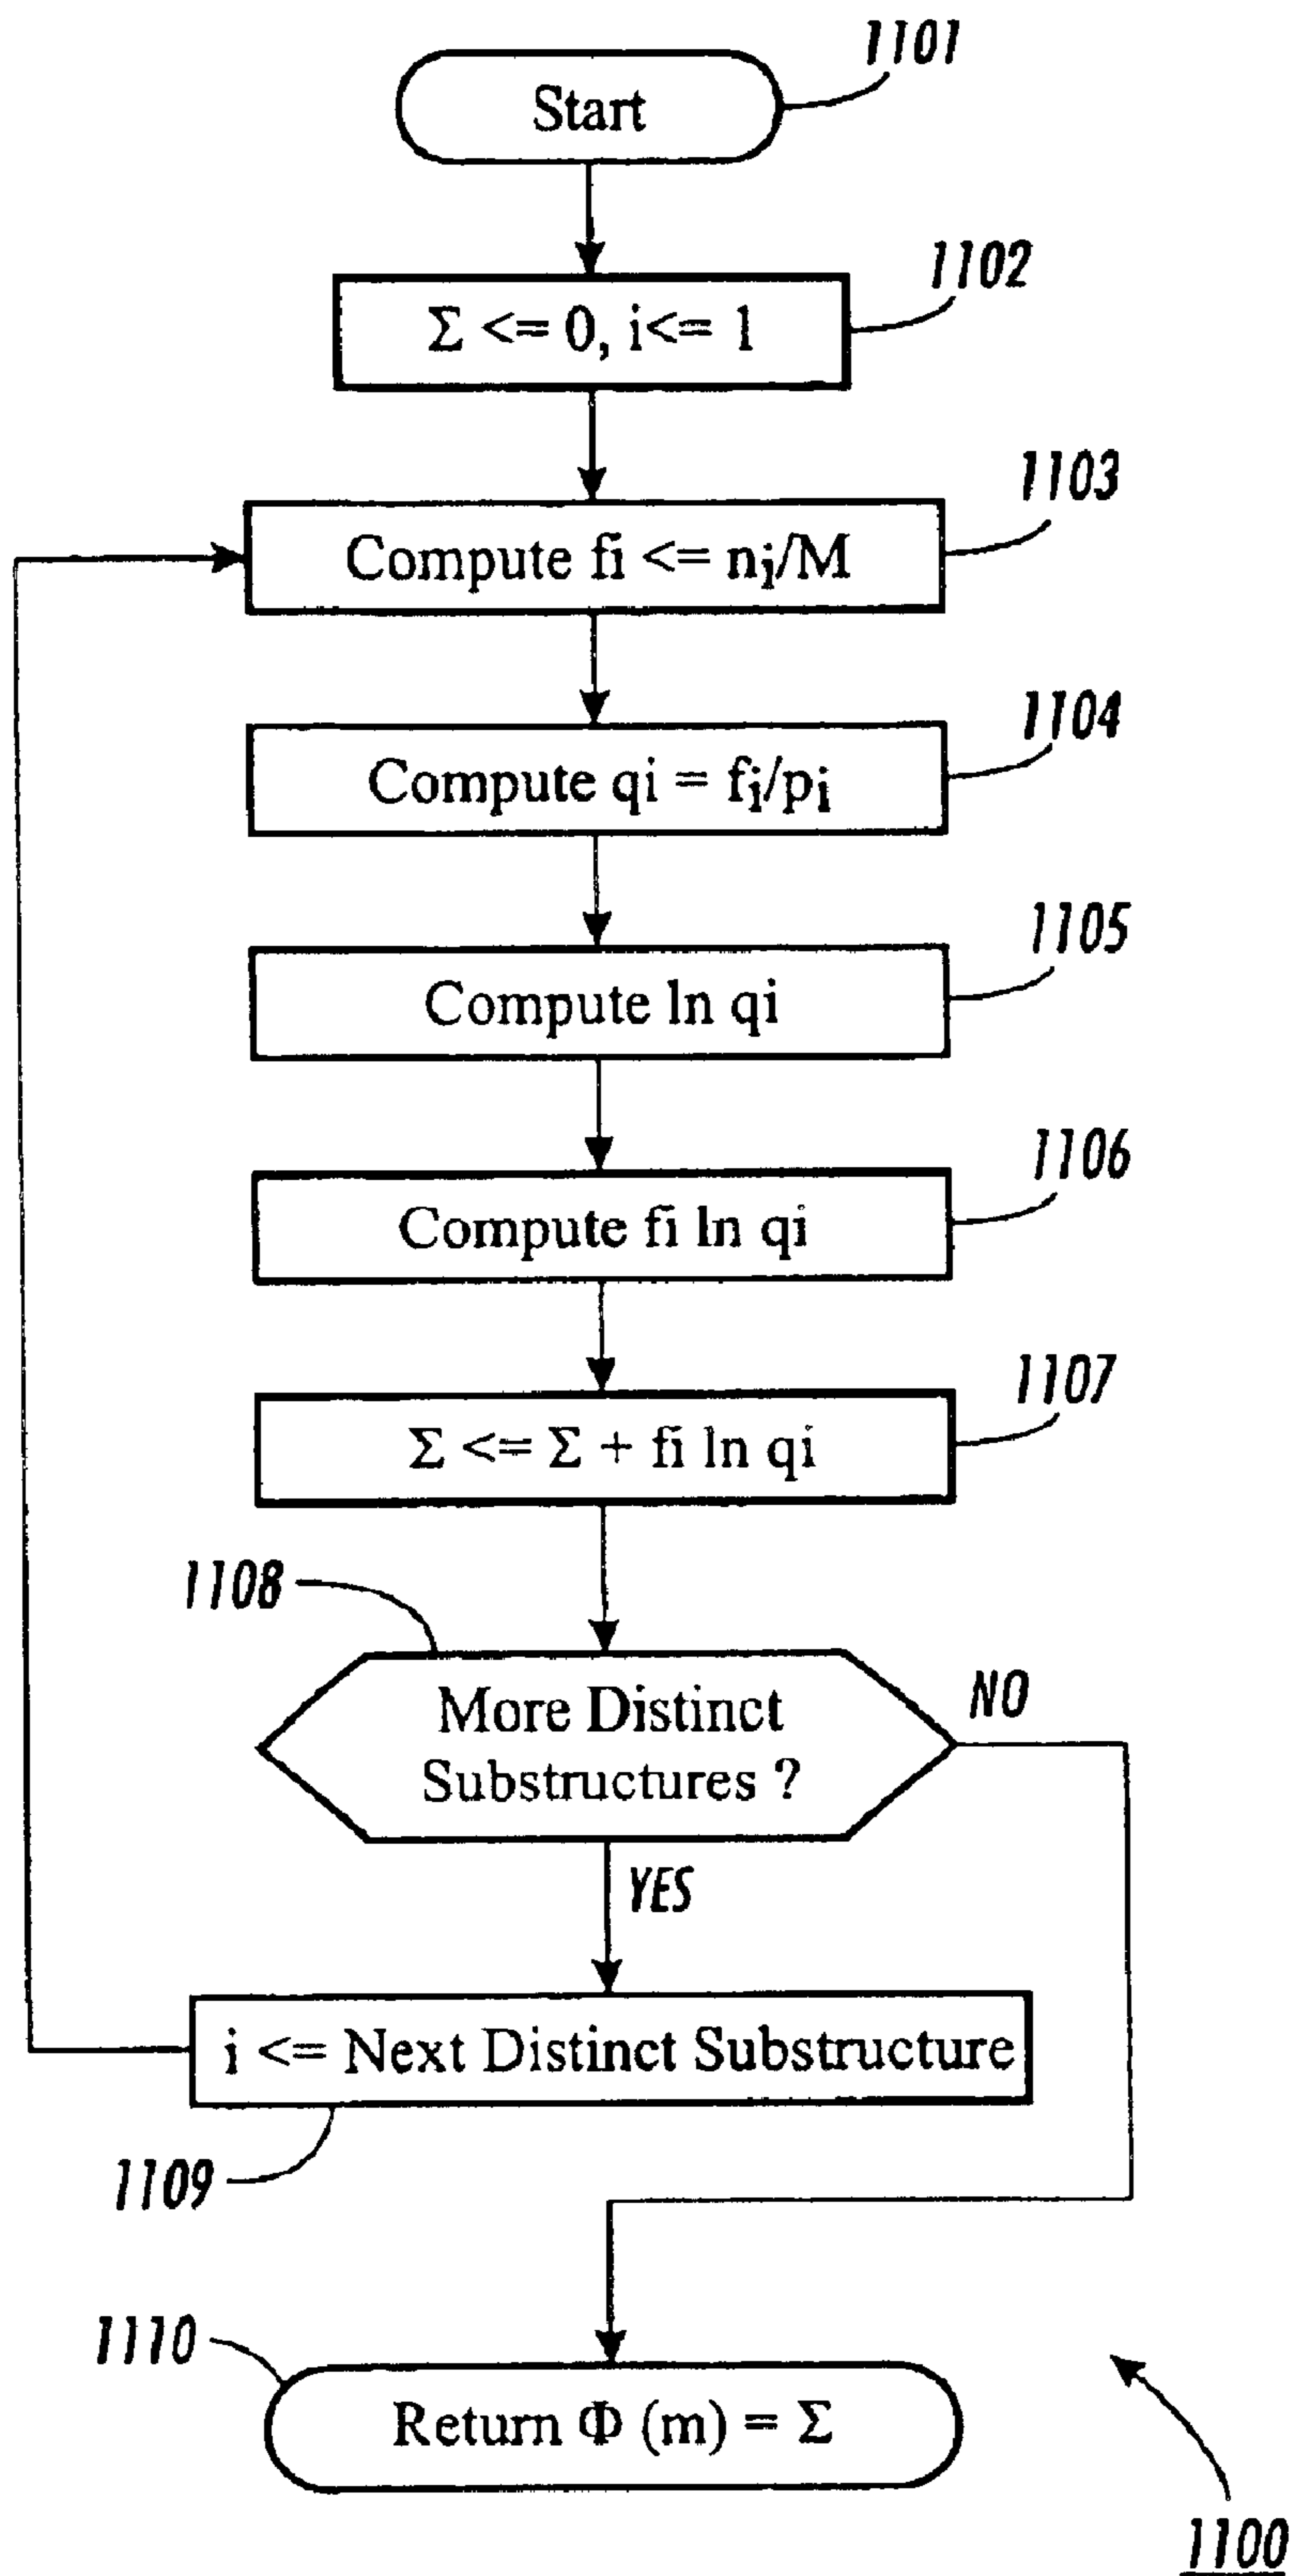 1101
Start
1102
Σ <= 0, i<= 1
1103
Compute fi <= ni/M
1104
Compute qi = fi/pi
1105
Compute ln qi
1106
Compute fi ln qi
1107
Σ <= Σ + fi ln qi
1108
More Distinct
Substructures ?
NO
YES
i <= Next Distinct Substructure
1109
1110
Return Φ (m) = Σ
1100